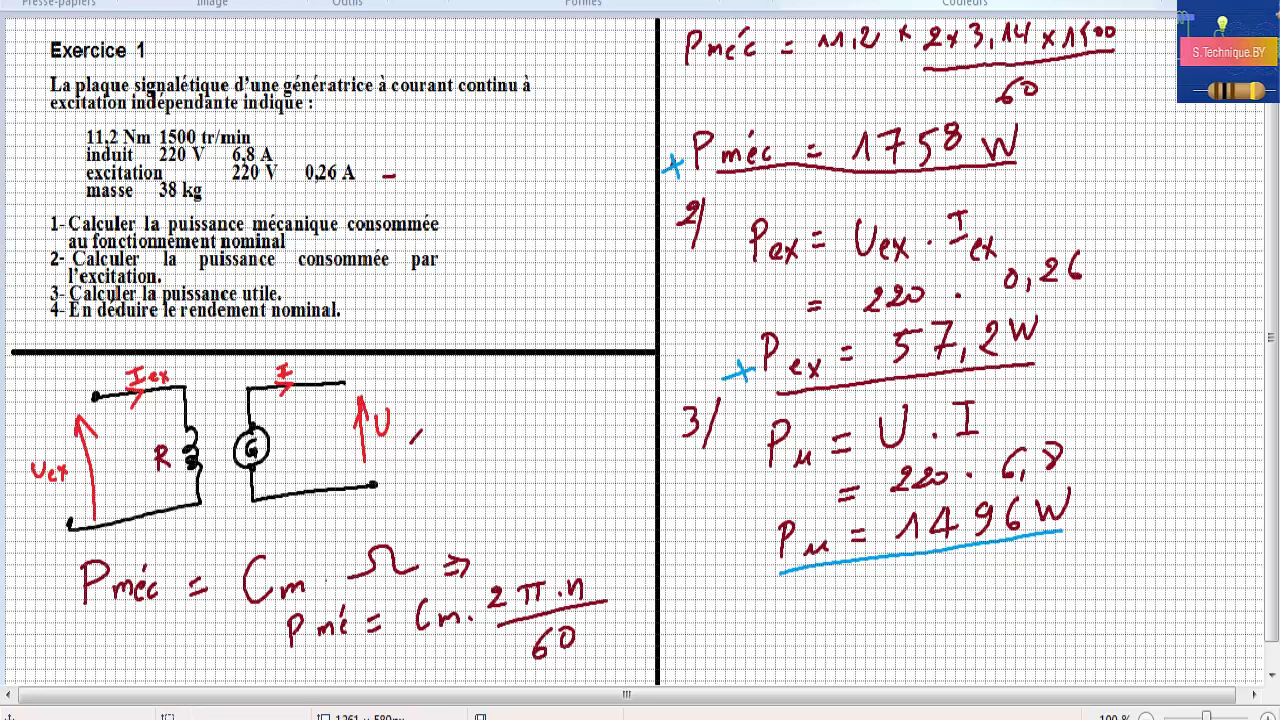 Presse-papiers Image Outils Formes Couleurs
Exercice 1
La plaque signalétique d'une génératrice à courant continu à
excitation indépendante indique :
11,2 Nm 1500 tr/min
induit 220 V 6,8 A
excitation 220 V 0,26 A
masse 38 kg
1- Calculer la puissance mécanique consommée
au fonctionnement nominal
2- Calculer la puissance consommée par
l'excitation.
3- Calculer la puissance utile.
4- En déduire le rendement nominal.
Iex
I
Uex
R
G
U
Pméc = Cm . Ω ⇒
Pmé = Cm . 2π.n / 60
Pméc = 11,2 * 2 x 3,14 x 1500 / 60
+ Pméc = 1758 W
2/ Pex = Uex . Iex
= 220 . 0,26
+ Pex = 57,2 W
3/ Pu = U . I
= 220 . 6,8
Pu = 1496 W
S.Technique.BY
100 %